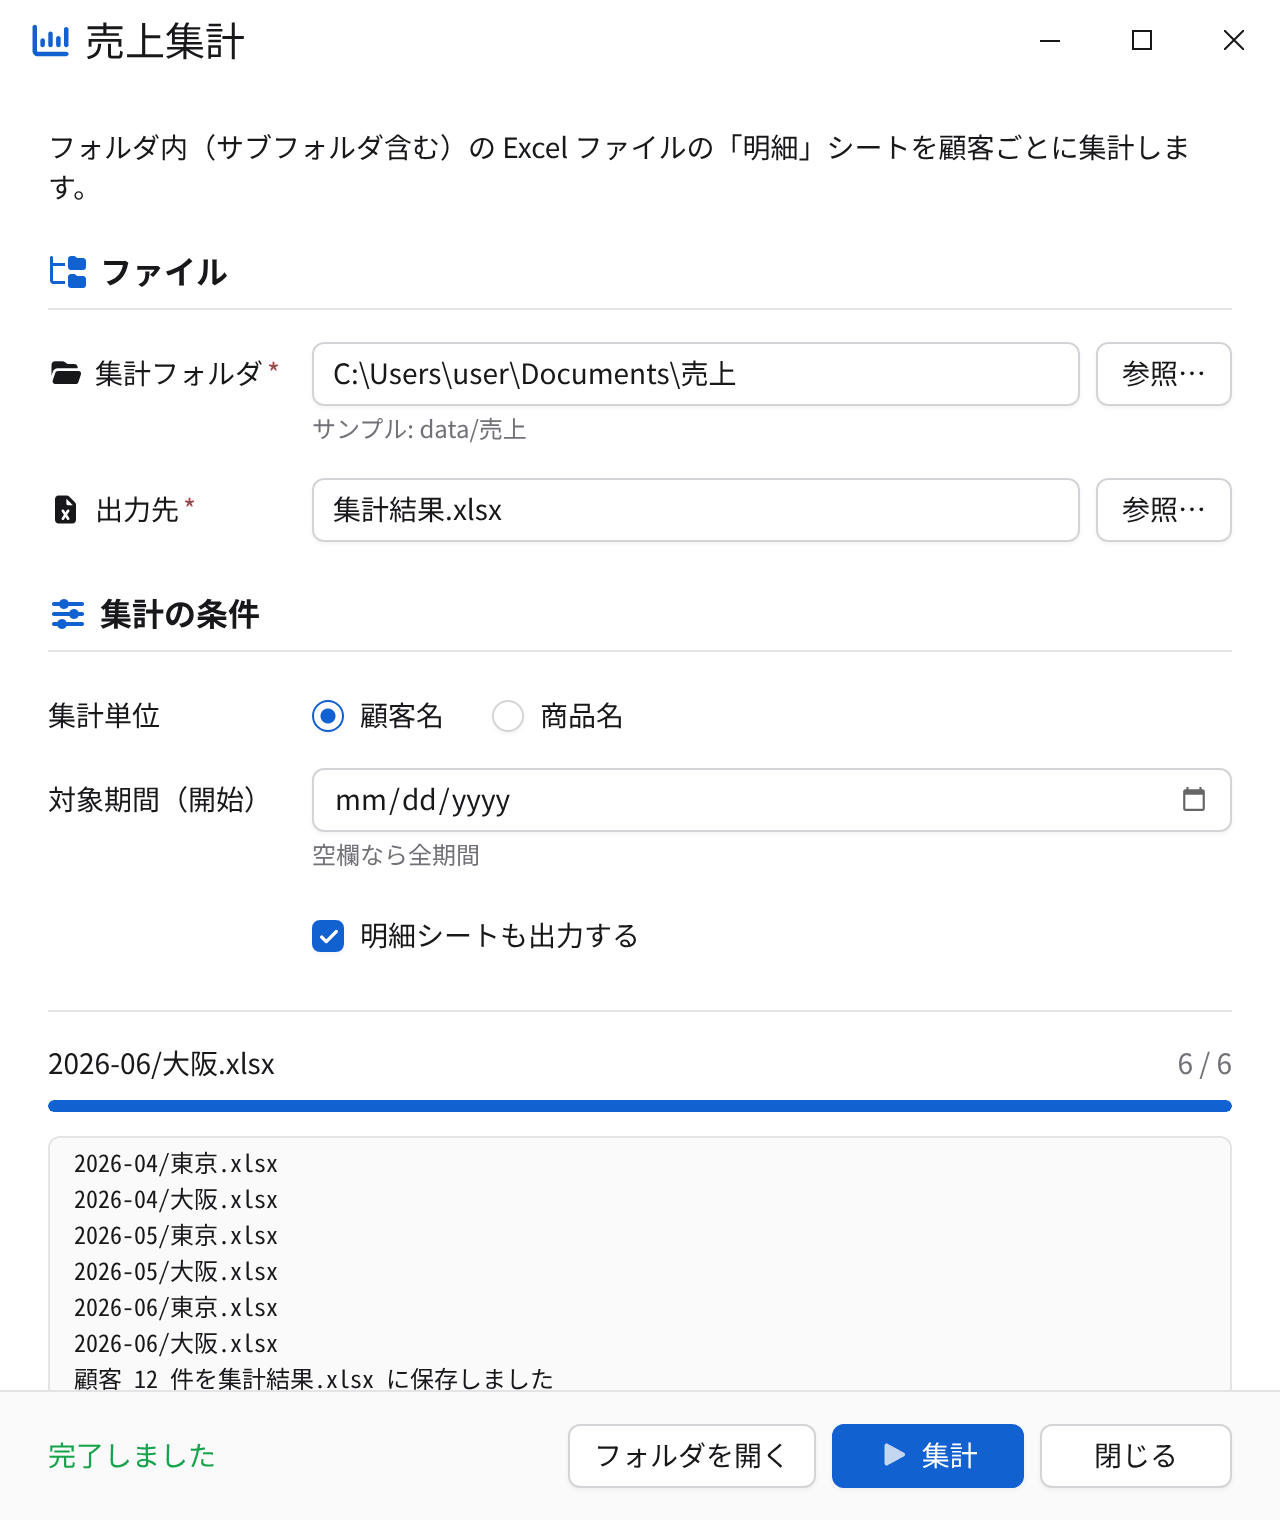 売上集計
フォルダ内（サブフォルダ含む）の Excel ファイルの「明細」シートを顧客ごとに集計しま
す。
ファイル
集計フォルダ *
C:\Users\user\Documents\売上
参照…
サンプル: data/売上
出力先 *
集計結果.xlsx
参照…
集計の条件
集計単位
顧客名
商品名
対象期間（開始）
mm/dd/yyyy
空欄なら全期間
明細シートも出力する
2026-06/大阪.xlsx
6 / 6
2026-04/東京.xlsx
2026-04/大阪.xlsx
2026-05/東京.xlsx
2026-05/大阪.xlsx
2026-06/東京.xlsx
2026-06/大阪.xlsx
顧客 12 件を集計結果.xlsx に保存しました
完了しました
フォルダを開く
集計
閉じる